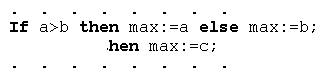 . . . . . . . .
If a>b then max:=a else max:=b;
hen max:=c;
. . . . . . . .